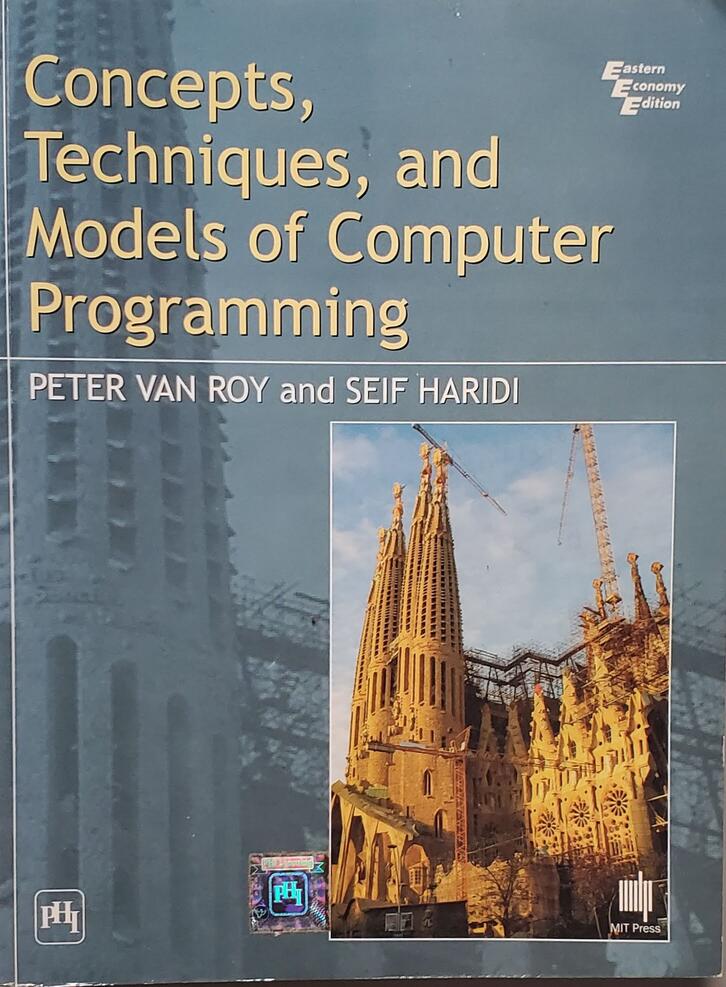 Concepts,
Techniques, and
Models of Computer
Programming
Eastern
Economy
Edition
PETER VAN ROY and SEIF HARIDI
PHI
PHI
MIT Press